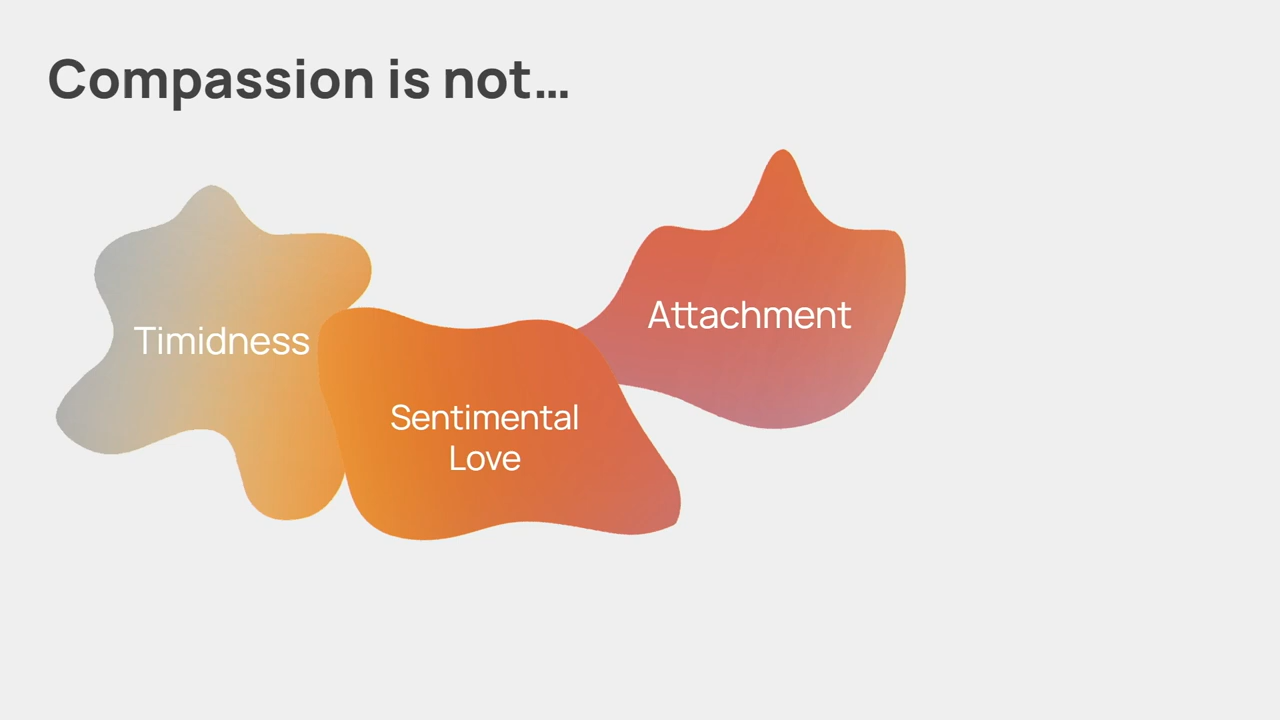 Compassion is not…
Timidness
Sentimental
Love
Attachment